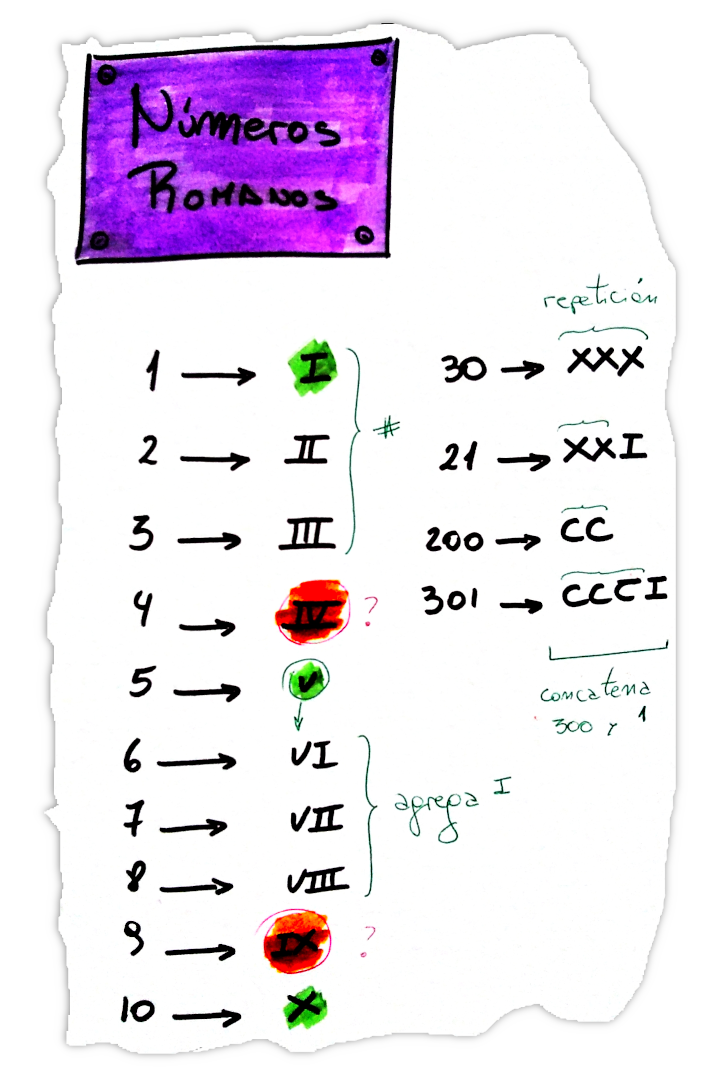 Números
Romanos
1 → I
2 → II
3 → III
#
4 → IV ?
5 → V
6 → VI
7 → VII
8 → VIII
agrega I
9 → IX ?
10 → X
repetición
30 → XXX
21 → XXI
200 → CC
301 → CCCI
concatena
300 y 1